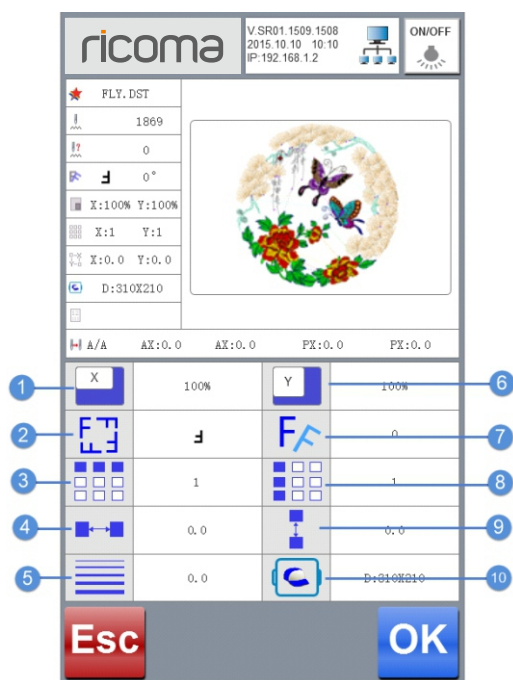 ricoma
V.SR01.1509.1508
2015.10.10 10:10
IP:192.168.1.2
ON/OFF
FLY.DST
1869
0
0°
X:100% Y:100%
X:1 Y:1
X:0.0 Y:0.0
D:310X210
A/A AX:0.0 AX:0.0 PX:0.0 PX:0.0
1 X 100% Y 100% 6
2 F F F F F F 0 7
3 1 1 8
4 0.0 0.0 9
5 0.0 D:310X210 10
Esc OK